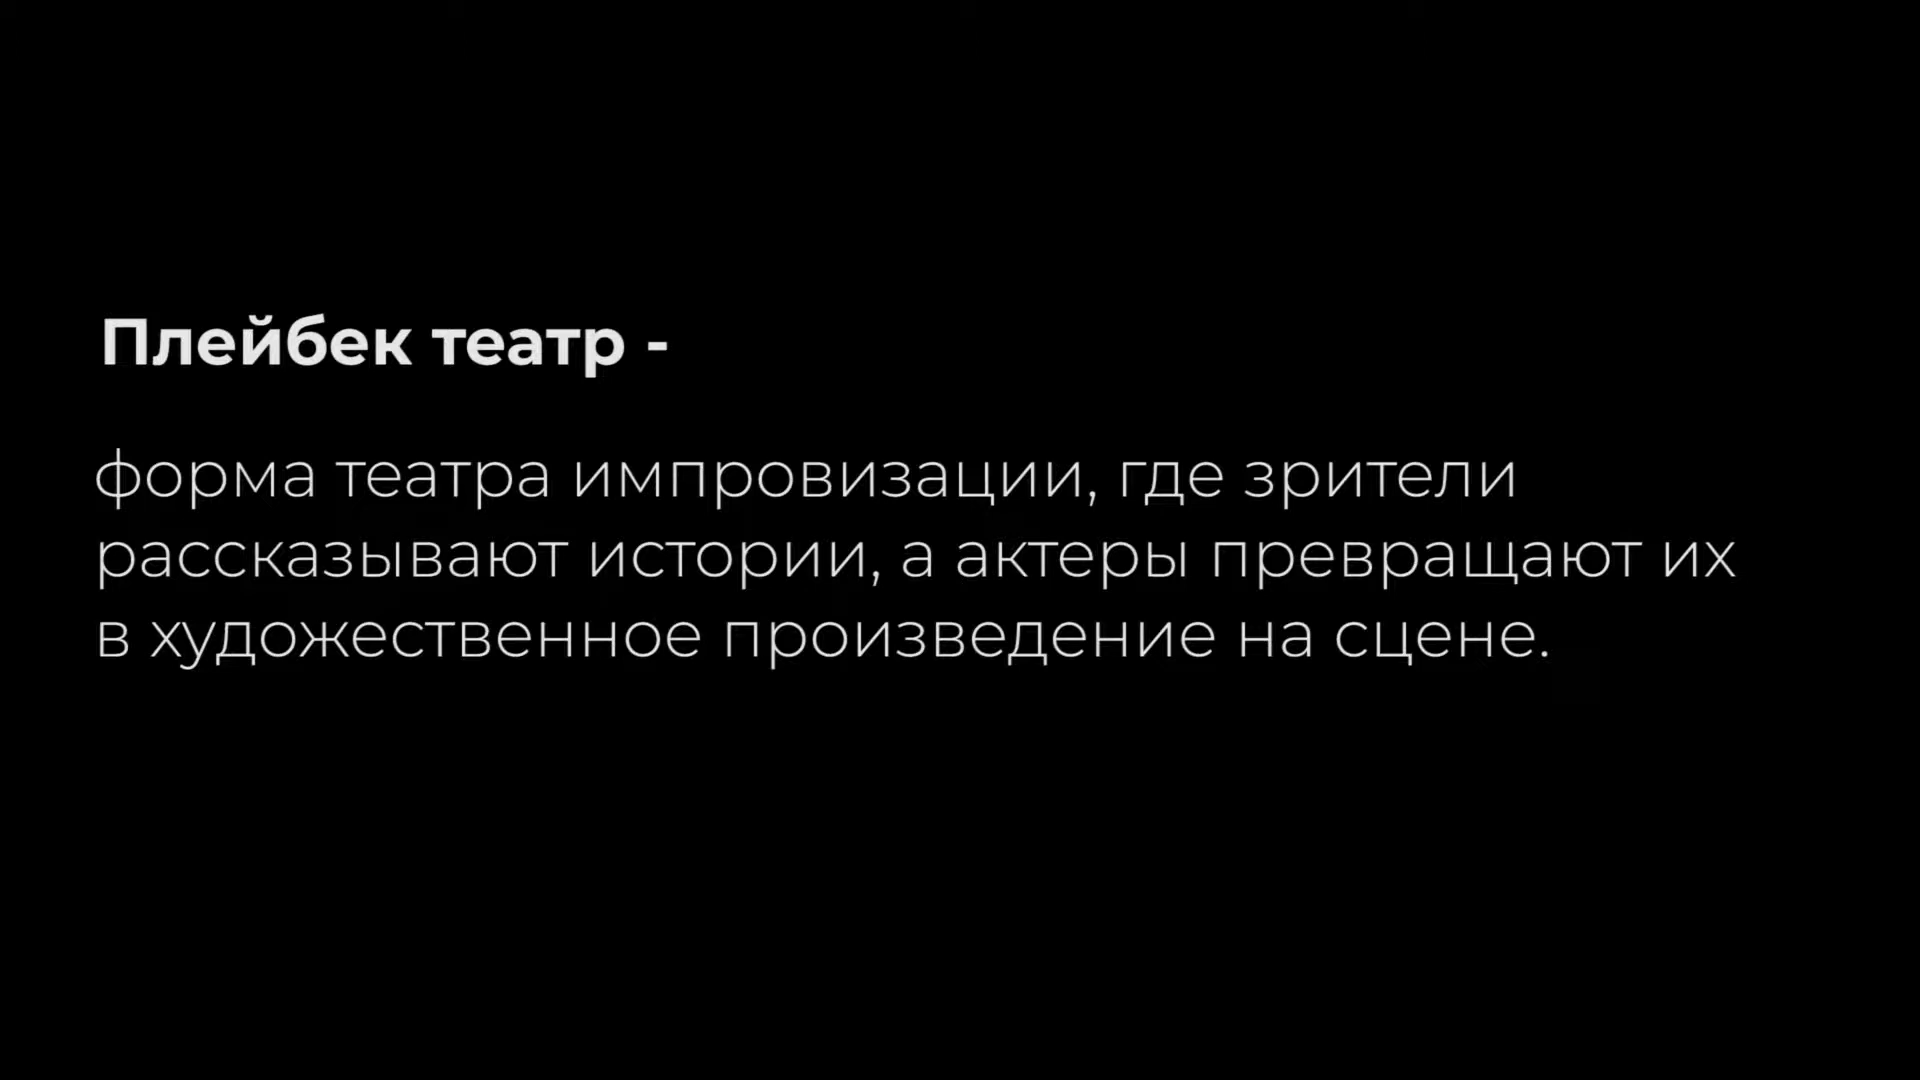 Плейбек театр -
форма театра импровизации, где зрители
рассказывают истории, а актеры превращают их
в художественное произведение на сцене.